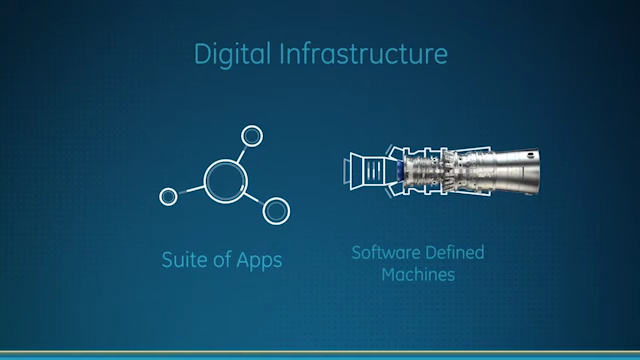 Digital Infrastructure
Suite of Apps
Software Defined
Machines